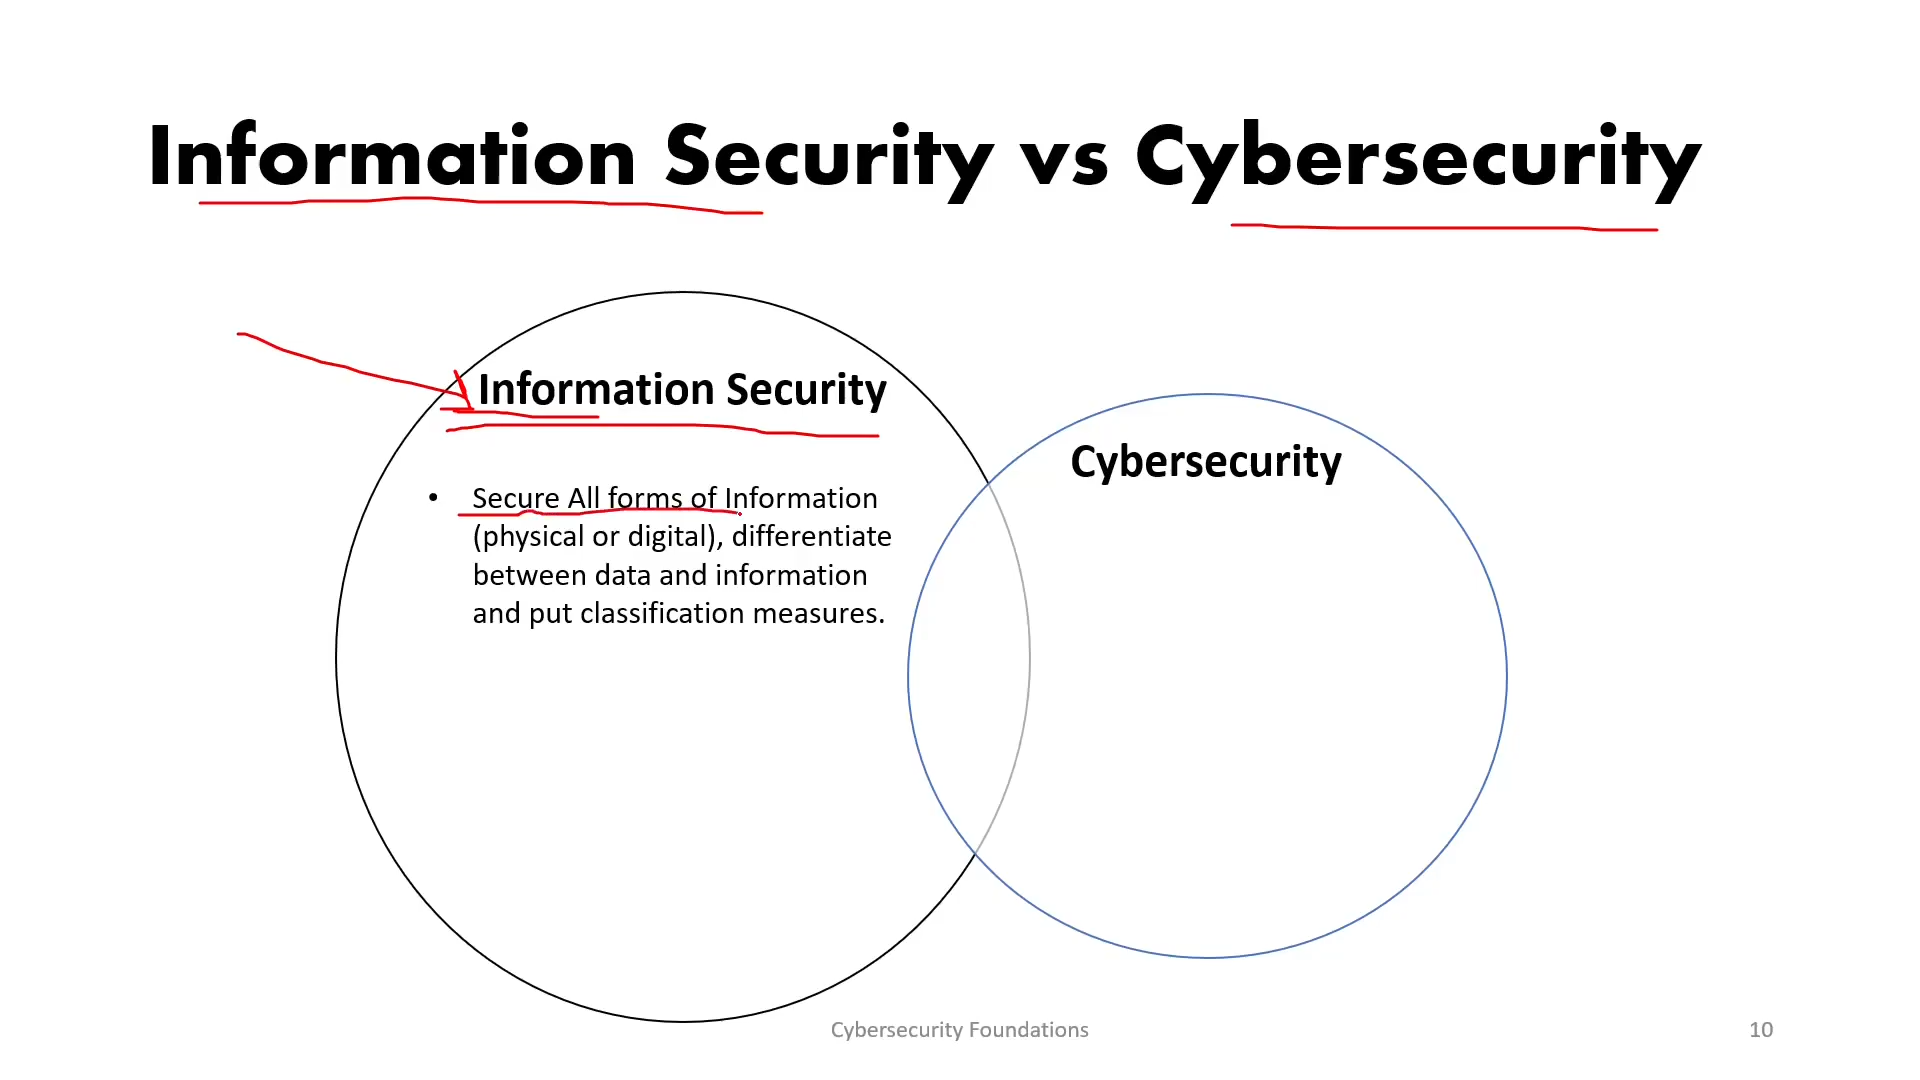 Information Security vs Cybersecurity
Information Security
• Secure All forms of Information
(physical or digital), differentiate
between data and information
and put classification measures.
Cybersecurity
Cybersecurity Foundations
10